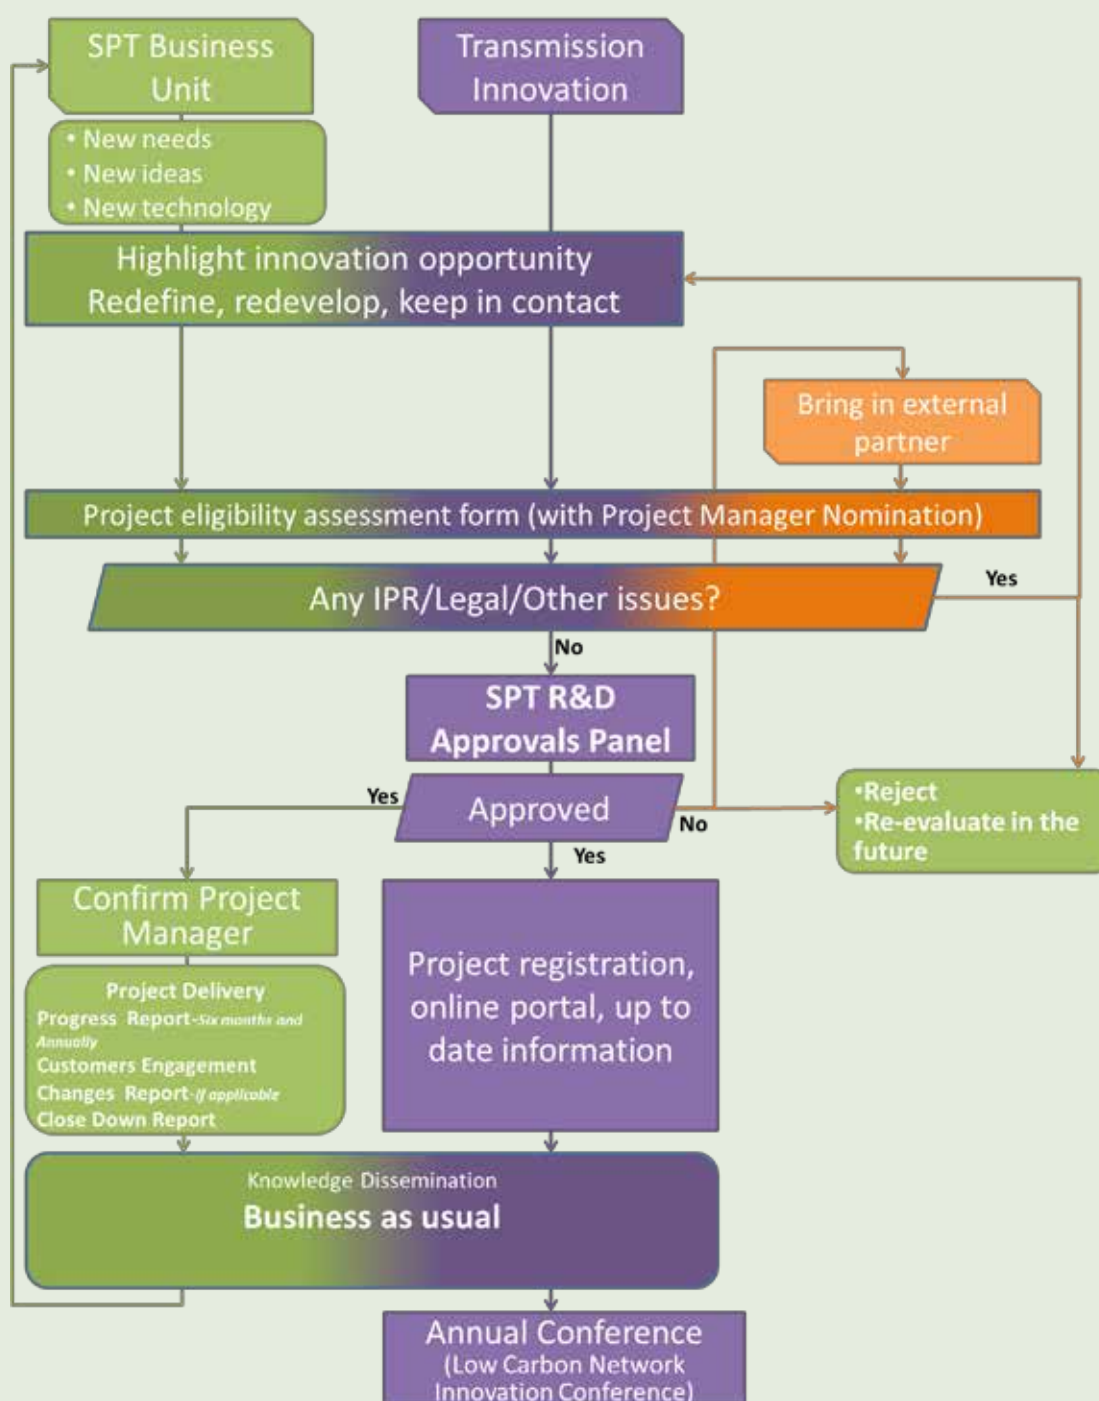 SPT Business
Unit
Transmission
Innovation
• New needs
• New ideas
• New technology
Highlight innovation opportunity
Redefine, redevelop, keep in contact
Bring in external
partner
Project eligibility assessment form (with Project Manager Nomination)
Any IPR/Legal/Other issues?
Yes
No
SPT R&D
Approvals Panel
Yes
Approved
No
Yes
•Reject
•Re-evaluate in the
future
Confirm Project
Manager
Project Delivery
Progress Report-Six months and
Annually
Customers Engagement
Changes Report-if applicable
Close Down Report
Project registration,
online portal, up to
date information
Knowledge Dissemination
Business as usual
Annual Conference
(Low Carbon Network
Innovation Conference)